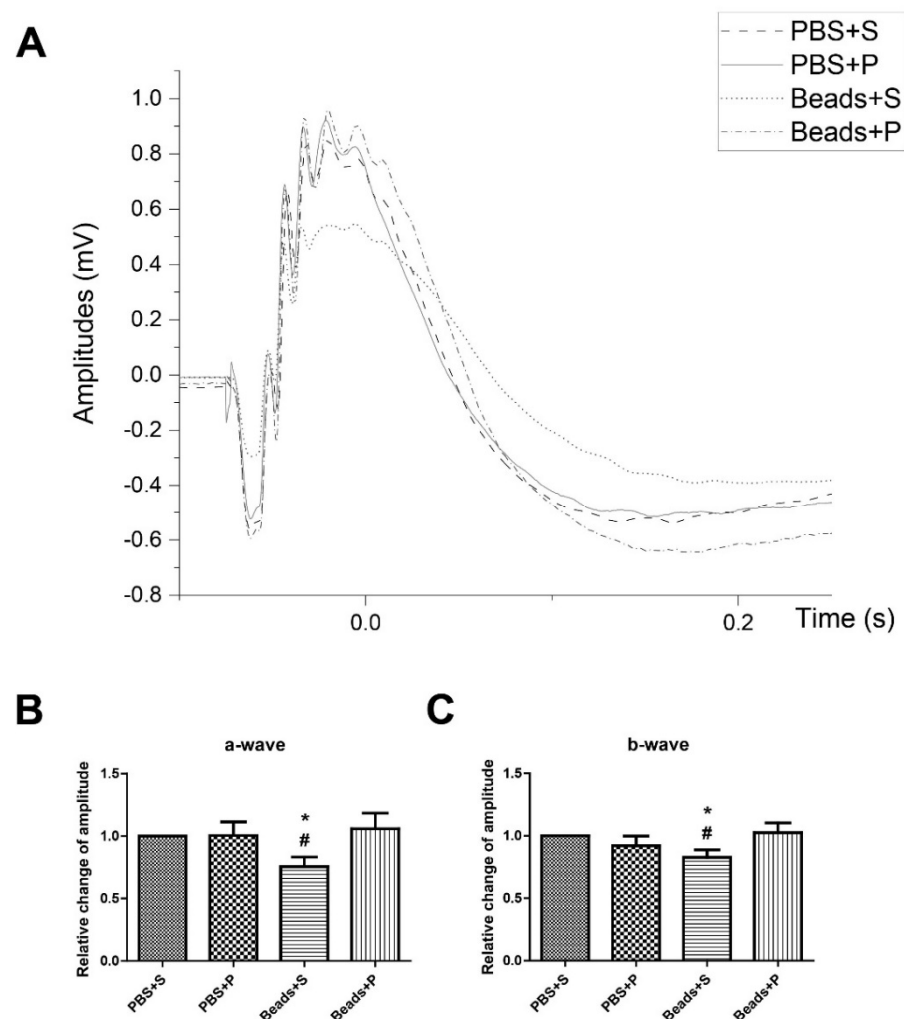 A
PBS+S
PBS+P
Beads+S
Beads+P
1.0
0.8
0.6
0.4
0.2
0.0
-0.2
-0.4
-0.6
-0.8
Amplitudes (mV)
0.0
0.2
Time (s)
B
a-wave
Relative change of amplitude
1.5
1.0
0.5
0.0
*
#
PBS+S
PBS+P
Beads+S
Beads+P
C
b-wave
Relative change of amplitude
1.5
1.0
0.5
0.0
*
#
PBS+S
PBS+P
Beads+S
Beads+P